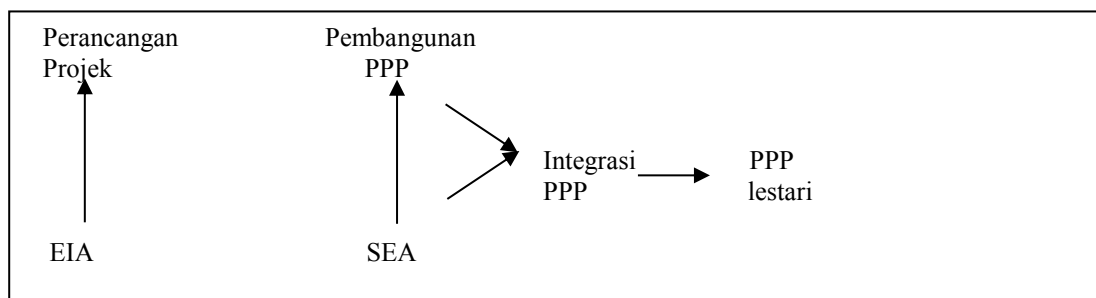 Perancangan
Projek
Pembangunan
PPP
Integrasi
PPP
PPP
lestari
EIA
SEA